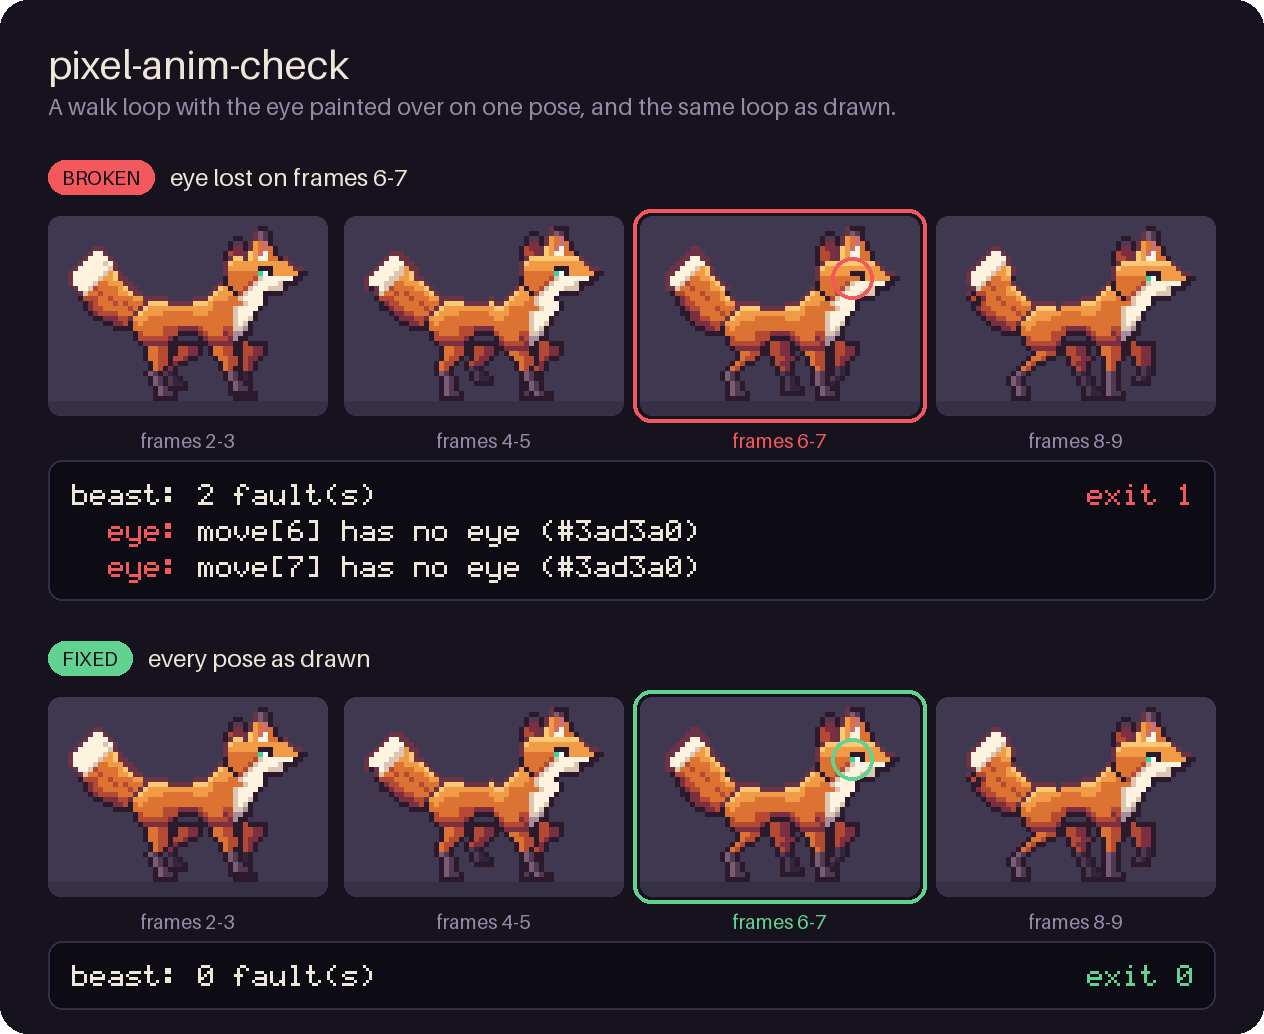 pixel-anim-check
A walk loop with the eye painted over on one pose, and the same loop as drawn.
BROKEN eye lost on frames 6-7
frames 2-3 frames 4-5 frames 6-7 frames 8-9
beast: 2 fault(s) exit 1
eye: move[6] has no eye (#3ad3a0)
eye: move[7] has no eye (#3ad3a0)
FIXED every pose as drawn
frames 2-3 frames 4-5 frames 6-7 frames 8-9
beast: 0 fault(s) exit 0